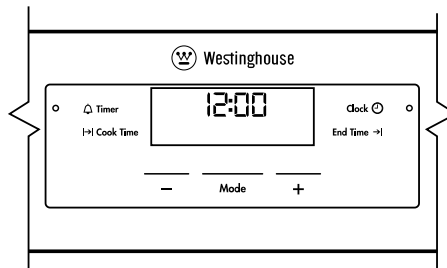 Westinghouse
12:00
Timer
Clock
Cook Time
End Time
− Mode +